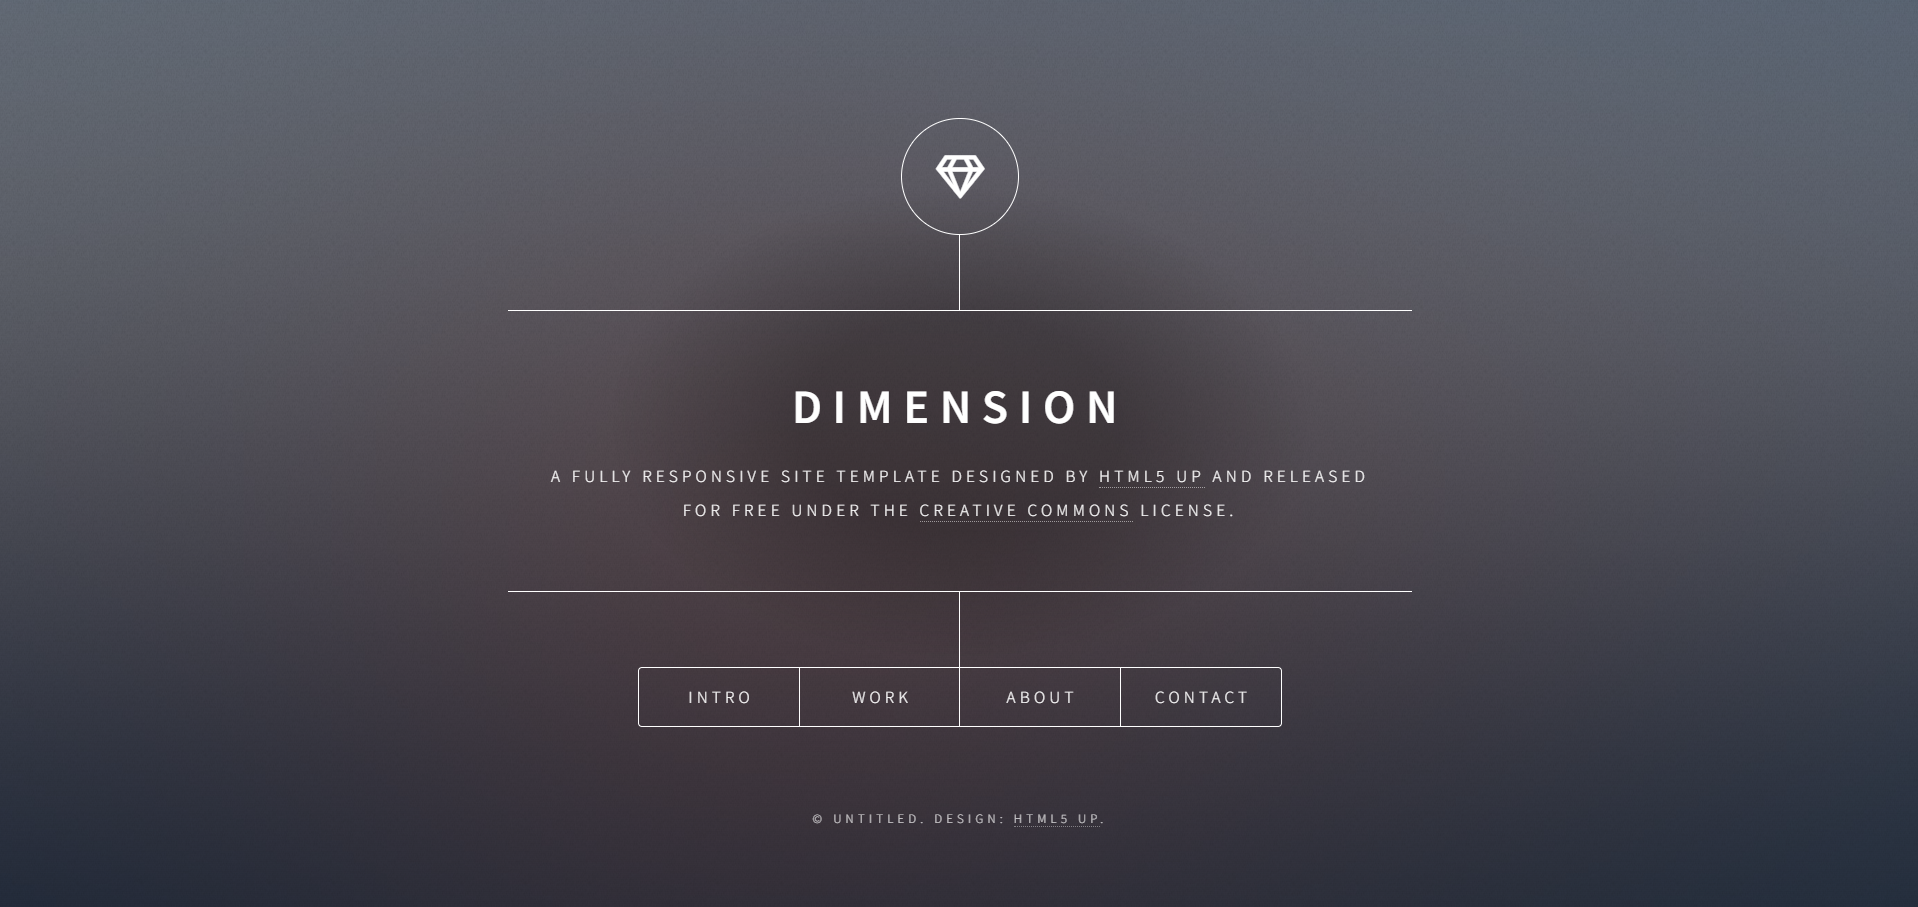 DIMENSION
A FULLY RESPONSIVE SITE TEMPLATE DESIGNED BY HTML5 UP AND RELEASED
FOR FREE UNDER THE CREATIVE COMMONS LICENSE.
INTRO WORK ABOUT CONTACT
© UNTITLED. DESIGN: HTML5 UP.